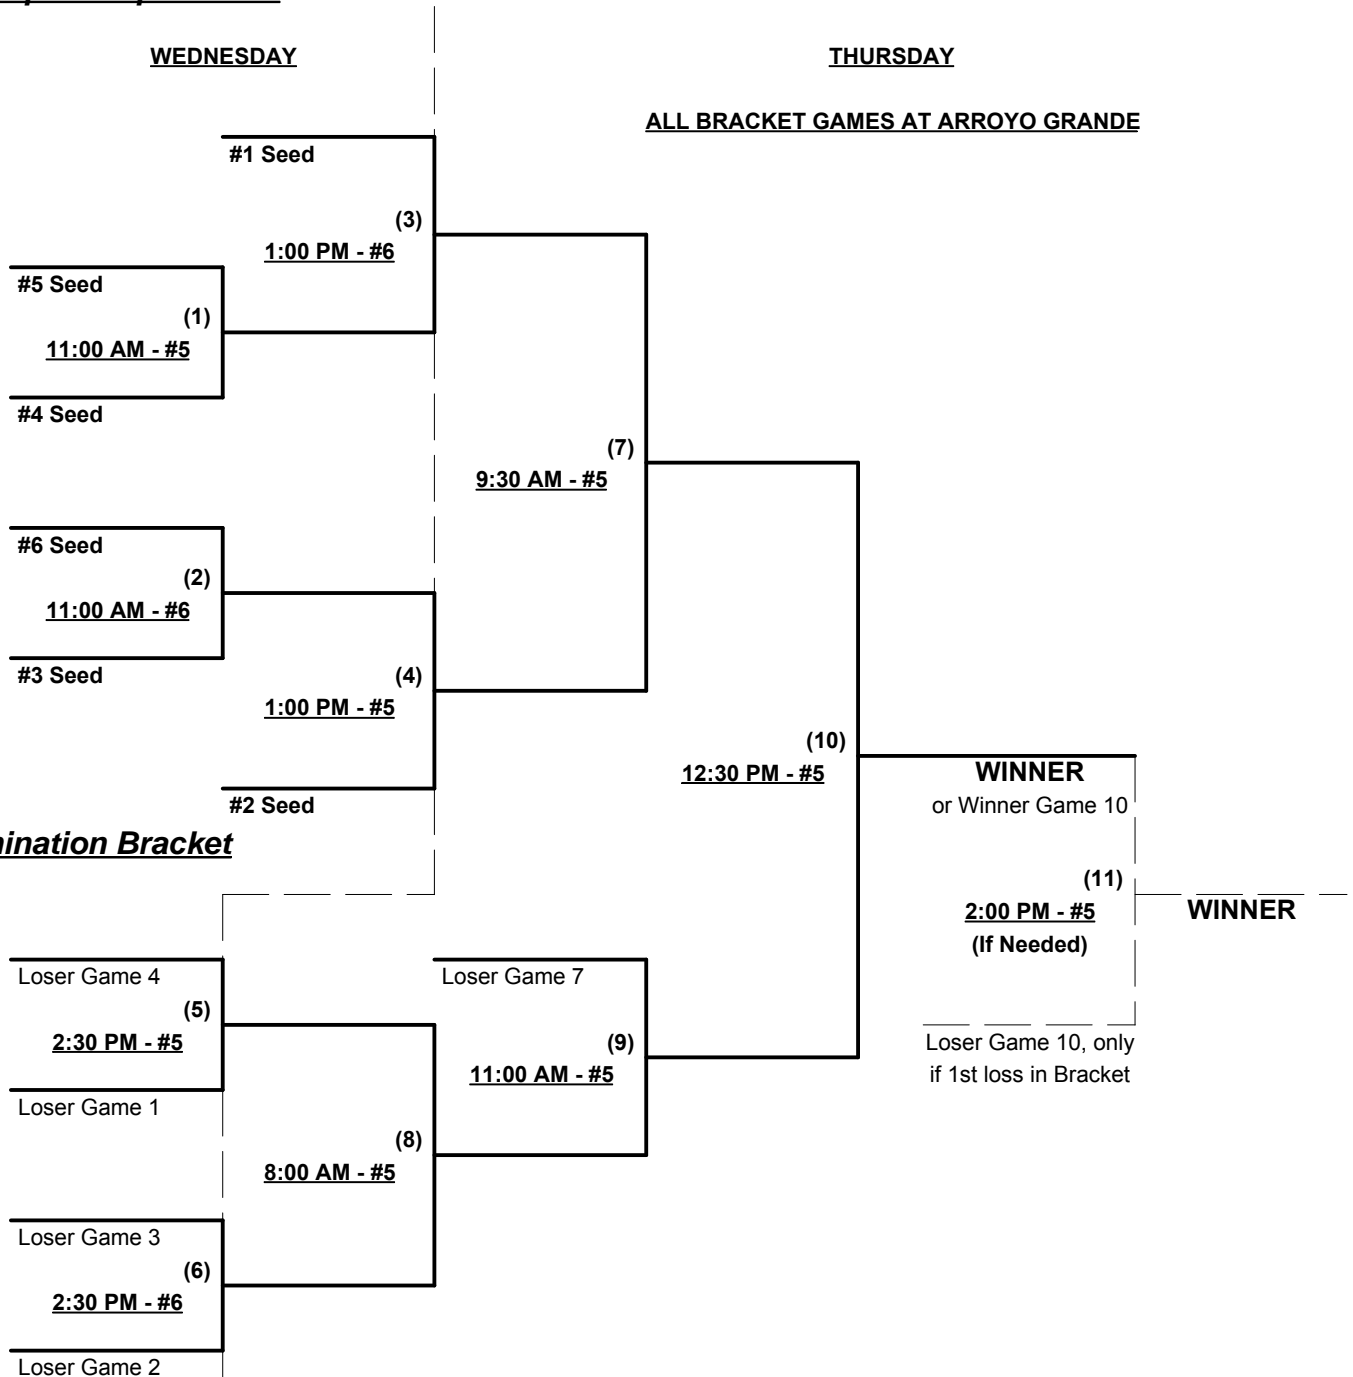 WEDNESDAY
THURSDAY
ALL BRACKET GAMES AT ARROYO GRANDE
#1 Seed
(3)
1:00 PM - #6
#5 Seed
(1)
11:00 AM - #5
#4 Seed
(7)
9:30 AM - #5
#6 Seed
(2)
11:00 AM - #6
#3 Seed
(4)
1:00 PM - #5
#2 Seed
(10)
12:30 PM - #5
WINNER
or Winner Game 10
(11)
2:00 PM - #5
(If Needed)
WINNER
Loser Game 10, only
if 1st loss in Bracket
Bracket
Loser Game 4
(5)
2:30 PM - #5
Loser Game 1
Loser Game 7
(9)
11:00 AM - #5
(8)
8:00 AM - #5
Loser Game 3
(6)
2:30 PM - #6
Loser Game 2